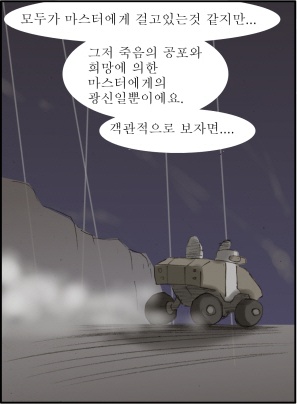 모두가 마스터에게 걸고있는것 같지만...
그저 죽음의 공포와
희망에 의한
마스터에게의
광신일뿐이에요.
객관적으로 보자면....